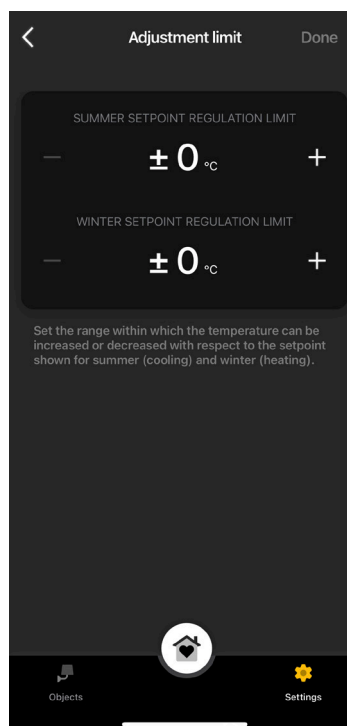 Adjustment limit Done
SUMMER SETPOINT REGULATION LIMIT
− ± 0 °C +
WINTER SETPOINT REGULATION LIMIT
− ± 0 °C +
Set the range within which the temperature can be
increased or decreased with respect to the setpoint
shown for summer (cooling) and winter (heating).
Objects Settings